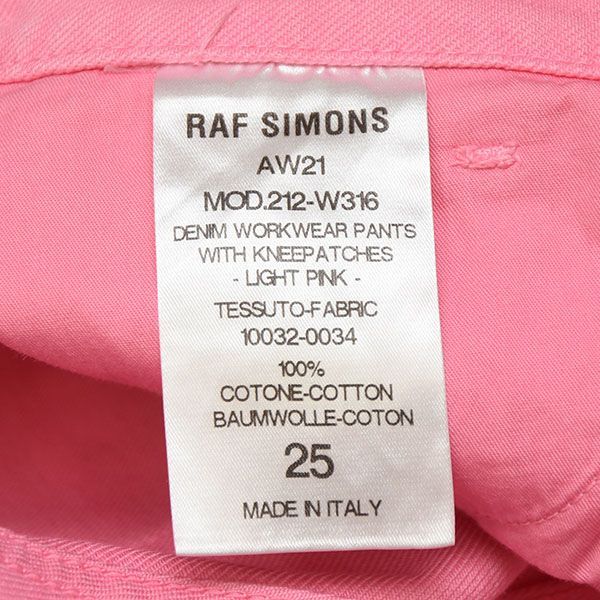 RAF SIMONS
AW21
MOD.212-W316
DENIM WORKWEAR PANTS
WITH KNEEPATCHES
- LIGHT PINK -
TESSUTO-FABRIC
10032-0034
100%
COTONE-COTTON
BAUMWOLLE-COTON
25
MADE IN ITALY